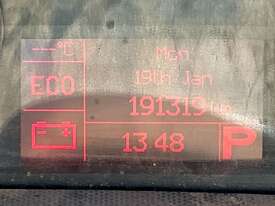 ---°C
Mon
19th Jan
ECO
191319
- +
13 48
P